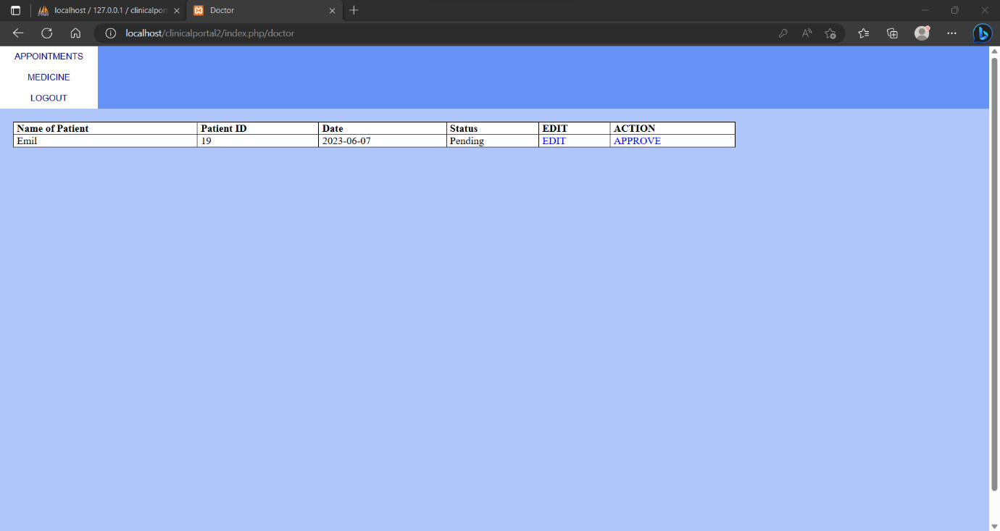 localhost / 127.0.0.1 / clinicalport
Doctor
localhost/clinicalportal2/index.php/doctor
APPOINTMENTS
MEDICINE
LOGOUT
Name of Patient Patient ID Date Status EDIT ACTION
Emil 19 2023-06-07 Pending EDIT APPROVE